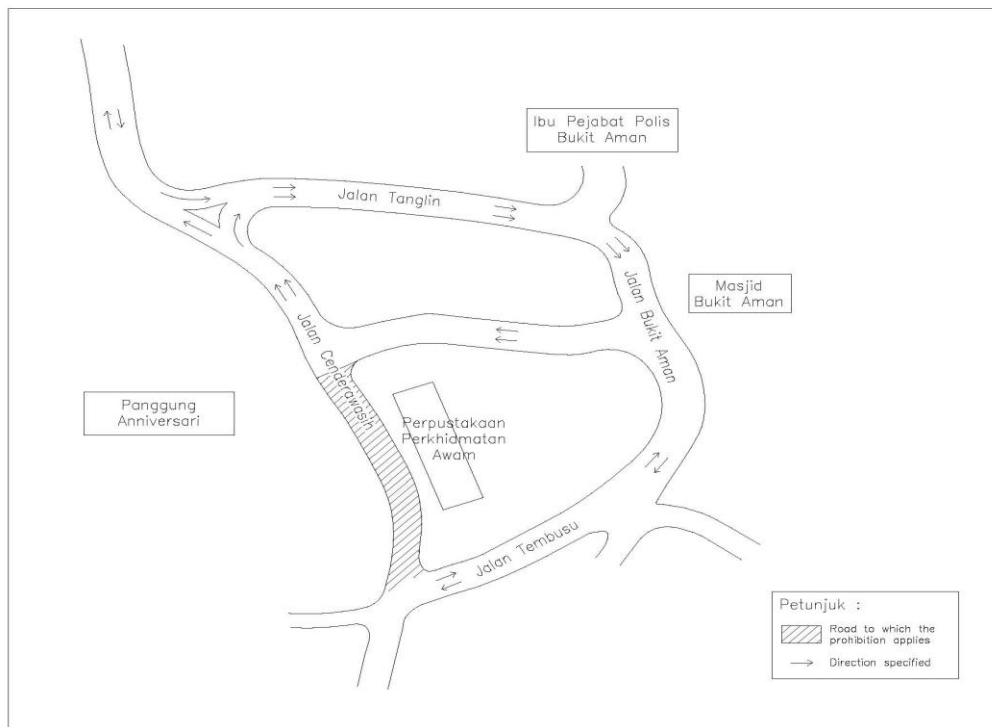 Ibu Pejabat Polis
Bukit Aman
Jalan Tanglin
Masjid
Bukit Aman
Jalan Bukit Aman
Jalan Cenderawasih
Panggung
Anniversari
Perpustakaan
Perkhidmatan
Awam
Jalan Tembusu
Petunjuk :
Road to which the
prohibition applies
Direction specified